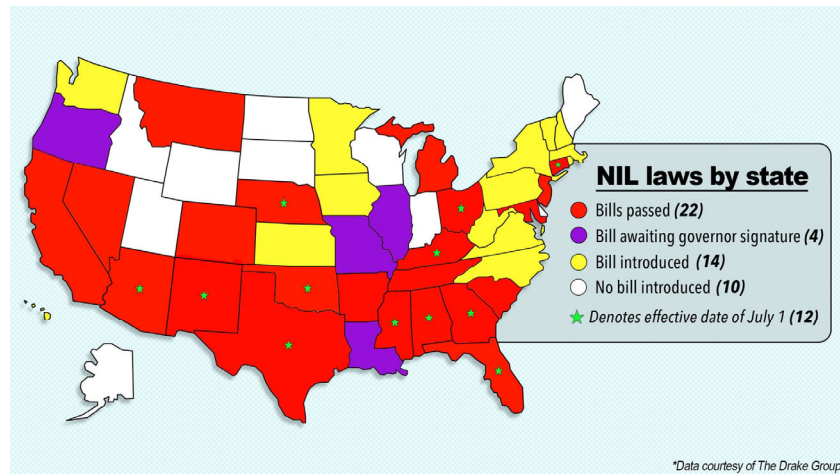 NIL laws by state
Bills passed (22)
Bill awaiting governor signature (4)
Bill introduced (14)
No bill introduced (10)
Denotes effective date of July 1 (12)
*Data courtesy of The Drake Group